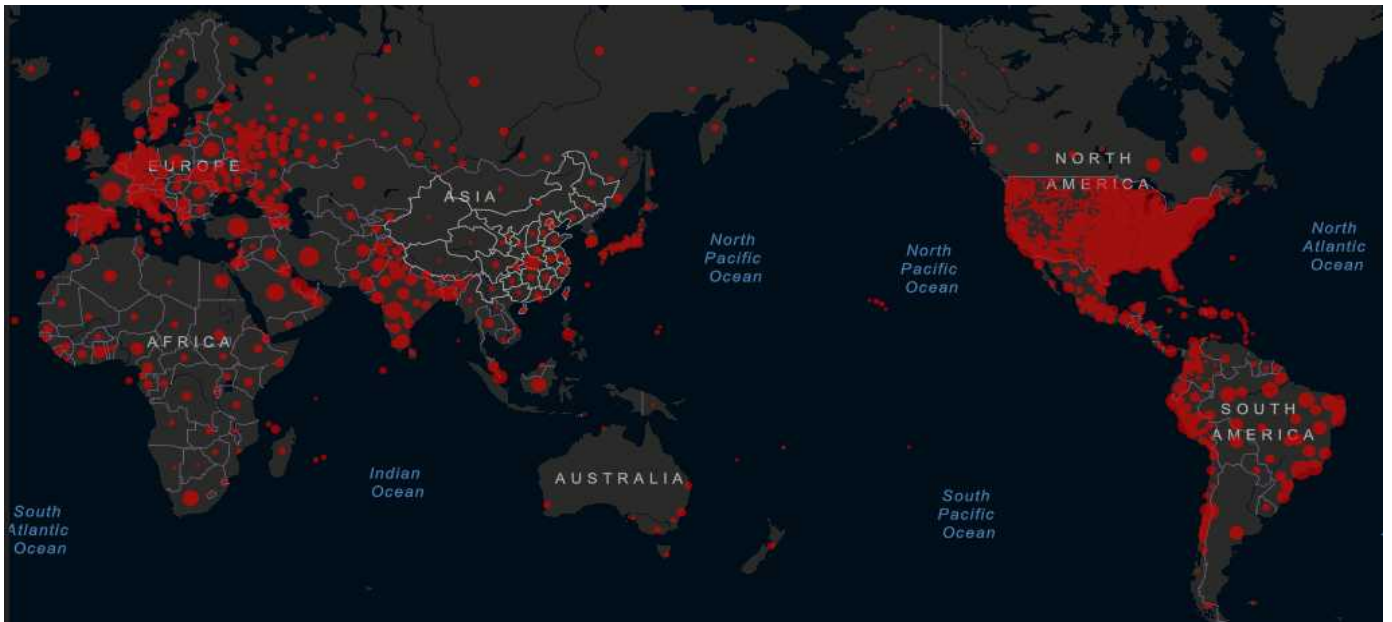 EUROPE
ASIA
NORTH
AMERICA
North
Pacific
Ocean
North
Pacific
Ocean
North
Atlantic
Ocean
AFRICA
SOUTH
AMERICA
Indian
Ocean
AUSTRALIA
South
Pacific
Ocean
South
Atlantic
Ocean